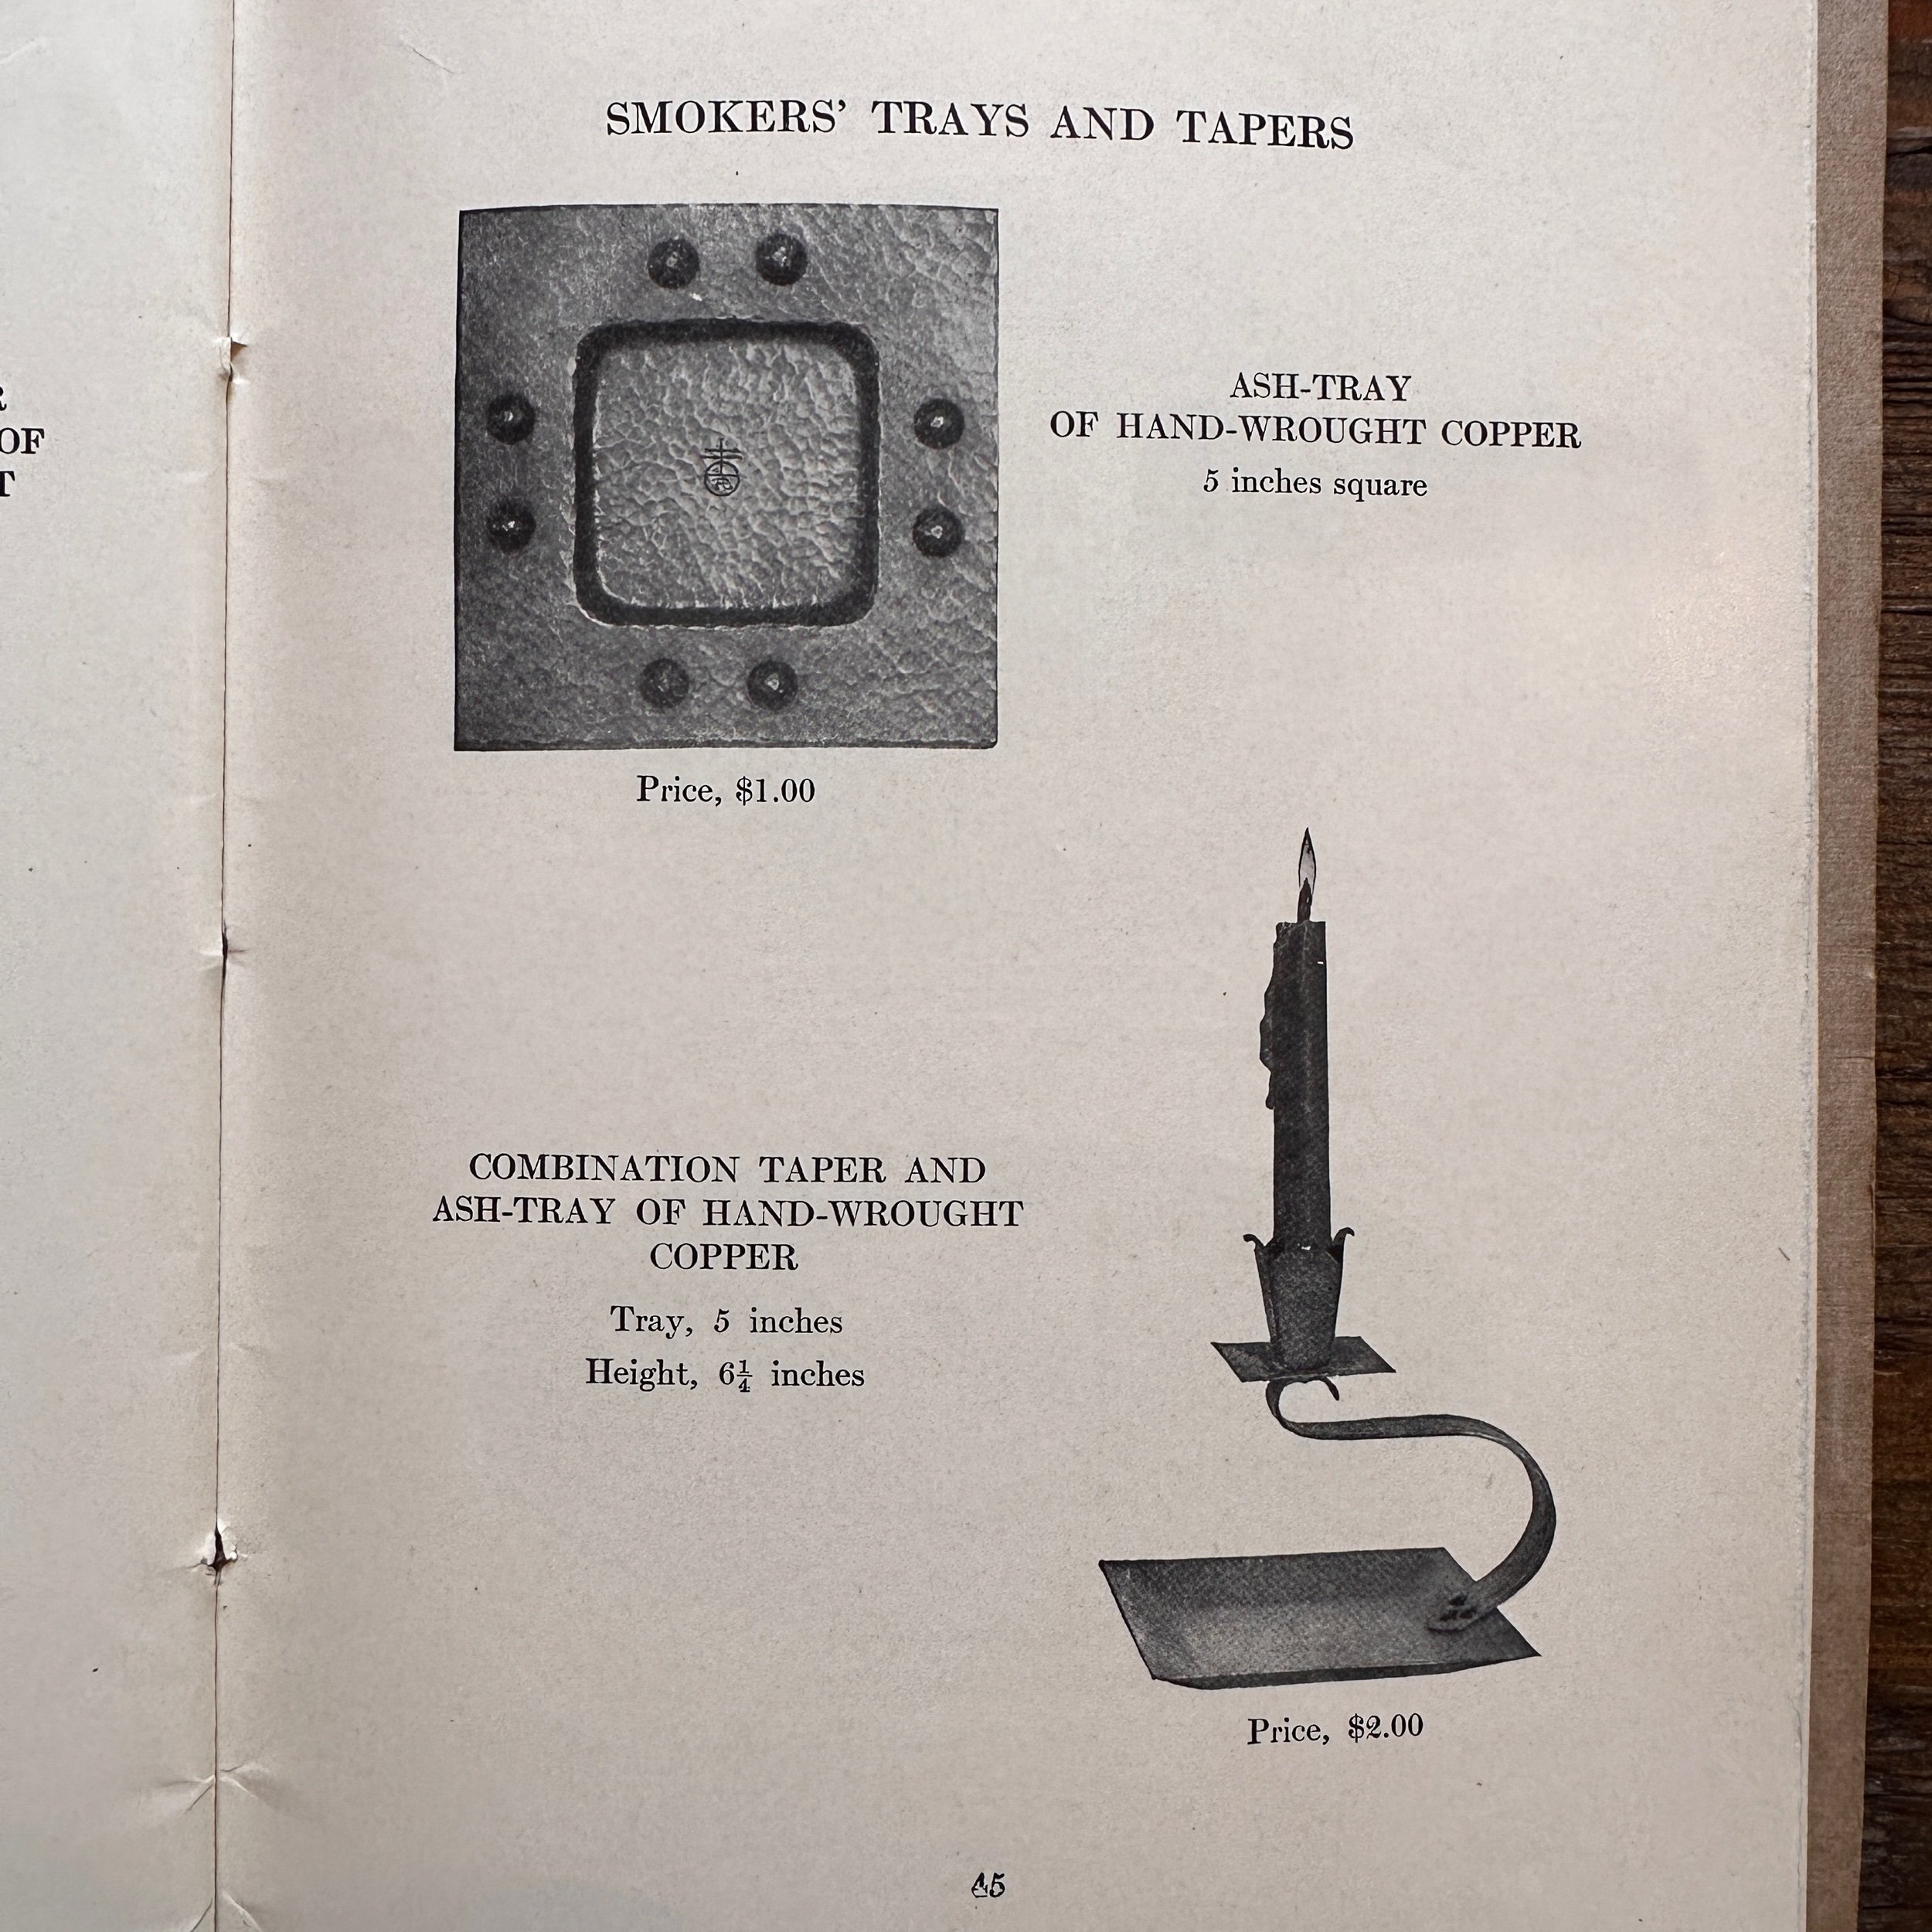 R
OF
T
SMOKERS' TRAYS AND TAPERS
ASH-TRAY
OF HAND-WROUGHT COPPER
5 inches square
Price, $1.00
COMBINATION TAPER AND
ASH-TRAY OF HAND-WROUGHT
COPPER
Tray, 5 inches
Height, 6¼ inches
Price, $2.00
45